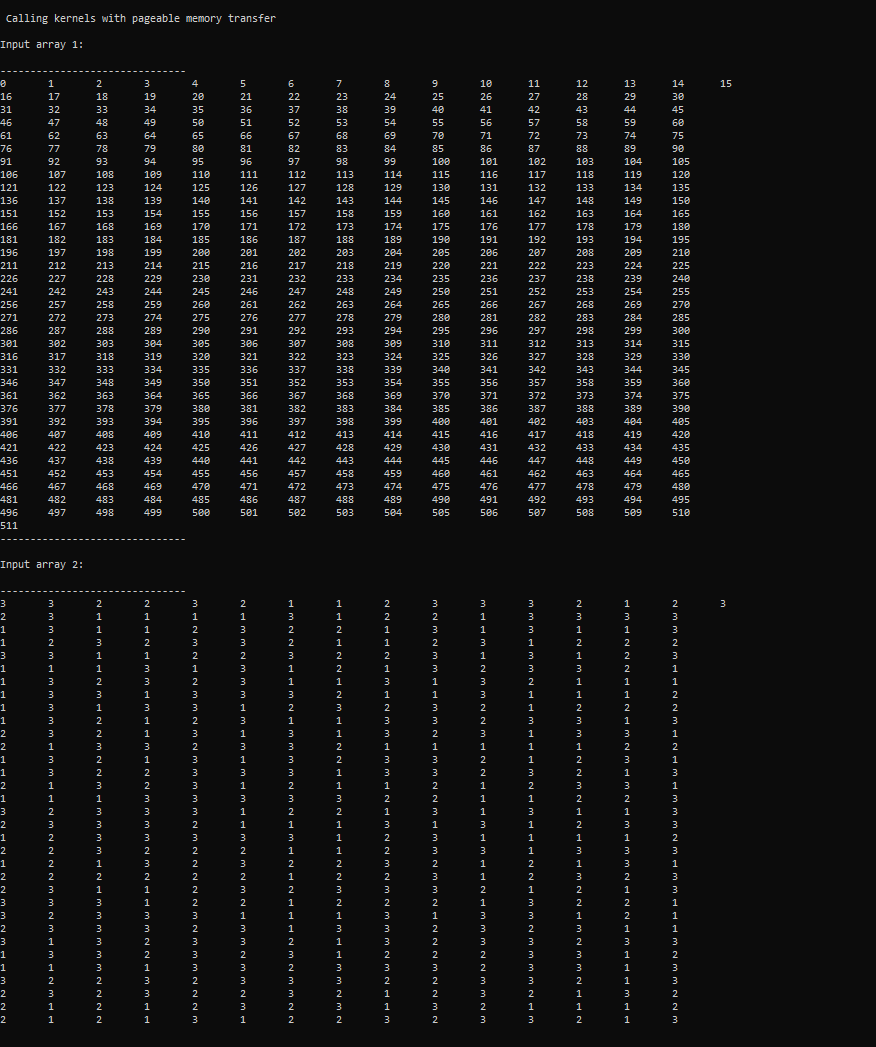 Calling kernels with pageable memory transfer
Input array 1:
-------------------------------
0 1 2 3 4 5 6 7 8 9 10 11 12 13 14 15
16 17 18 19 20 21 22 23 24 25 26 27 28 29 30
31 32 33 34 35 36 37 38 39 40 41 42 43 44 45
46 47 48 49 50 51 52 53 54 55 56 57 58 59 60
61 62 63 64 65 66 67 68 69 70 71 72 73 74 75
76 77 78 79 80 81 82 83 84 85 86 87 88 89 90
91 92 93 94 95 96 97 98 99 100 101 102 103 104 105
106 107 108 109 110 111 112 113 114 115 116 117 118 119 120
121 122 123 124 125 126 127 128 129 130 131 132 133 134 135
136 137 138 139 140 141 142 143 144 145 146 147 148 149 150
151 152 153 154 155 156 157 158 159 160 161 162 163 164 165
166 167 168 169 170 171 172 173 174 175 176 177 178 179 180
181 182 183 184 185 186 187 188 189 190 191 192 193 194 195
196 197 198 199 200 201 202 203 204 205 206 207 208 209 210
211 212 213 214 215 216 217 218 219 220 221 222 223 224 225
226 227 228 229 230 231 232 233 234 235 236 237 238 239 240
241 242 243 244 245 246 247 248 249 250 251 252 253 254 255
256 257 258 259 260 261 262 263 264 265 266 267 268 269 270
271 272 273 274 275 276 277 278 279 280 281 282 283 284 285
286 287 288 289 290 291 292 293 294 295 296 297 298 299 300
301 302 303 304 305 306 307 308 309 310 311 312 313 314 315
316 317 318 319 320 321 322 323 324 325 326 327 328 329 330
331 332 333 334 335 336 337 338 339 340 341 342 343 344 345
346 347 348 349 350 351 352 353 354 355 356 357 358 359 360
361 362 363 364 365 366 367 368 369 370 371 372 373 374 375
376 377 378 379 380 381 382 383 384 385 386 387 388 389 390
391 392 393 394 395 396 397 398 399 400 401 402 403 404 405
406 407 408 409 410 411 412 413 414 415 416 417 418 419 420
421 422 423 424 425 426 427 428 429 430 431 432 433 434 435
436 437 438 439 440 441 442 443 444 445 446 447 448 449 450
451 452 453 454 455 456 457 458 459 460 461 462 463 464 465
466 467 468 469 470 471 472 473 474 475 476 477 478 479 480
481 482 483 484 485 486 487 488 489 490 491 492 493 494 495
496 497 498 499 500 501 502 503 504 505 506 507 508 509 510
511
-------------------------------
Input array 2:
-------------------------------
3 3 2 2 3 2 1 1 2 3 3 3 2 1 2 3
2 3 1 1 1 3 1 2 2 1 3 3 3 3
1 3 1 1 2 3 2 2 1 3 1 3 1 1 3
1 2 3 2 3 2 1 1 2 3 1 2 2 2
3 3 1 1 2 2 3 2 2 3 1 3 1 2 3
1 1 1 3 1 3 1 2 1 3 2 3 3 2 1
1 3 2 3 2 3 1 1 3 1 3 2 1 1 1
1 3 3 1 3 3 3 2 1 1 3 1 1 1 2
1 3 1 3 3 1 2 3 2 3 2 1 2 2 2
1 3 2 1 2 3 1 1 3 3 2 3 3 1 3
2 3 2 1 3 1 3 1 3 2 3 1 3 3 1
2 1 3 3 2 3 3 2 1 1 1 1 1 2 2
1 3 2 1 3 1 3 2 3 3 2 1 2 3 1
1 3 2 2 3 3 3 1 3 3 2 3 2 1 3
2 1 3 2 3 1 2 1 1 2 1 2 3 3 1
1 1 1 3 3 3 3 3 2 2 1 1 2 2 3
3 2 3 3 3 1 2 2 1 3 1 3 1 1 3
2 3 3 3 2 1 1 1 3 1 3 1 2 3 3
1 2 3 3 3 3 3 1 2 3 1 1 1 1 2
2 2 3 2 2 2 1 1 2 3 3 1 3 3 3
1 2 1 3 2 3 2 2 3 2 1 2 1 3 1
2 2 2 2 2 2 1 2 2 3 1 2 3 2 3
2 3 1 1 2 3 2 3 3 3 2 1 2 1 3
3 3 3 1 2 2 1 2 2 2 1 3 2 2 1
3 2 3 3 3 1 1 1 3 1 3 3 1 2 1
2 3 3 3 2 3 1 3 3 2 3 2 3 1 1
3 1 3 2 3 3 2 1 3 2 3 3 2 3 3
1 3 3 2 3 2 3 1 2 2 2 3 3 1 2
1 1 3 1 3 3 2 3 3 3 2 3 3 1 2
3 2 2 3 2 3 3 3 2 2 3 3 2 1 3
2 3 2 3 2 2 3 2 1 2 3 2 1 3 2
2 1 2 1 2 3 2 3 1 3 2 1 1 1 2
2 1 2 1 3 1 2 2 3 2 3 3 2 1 3